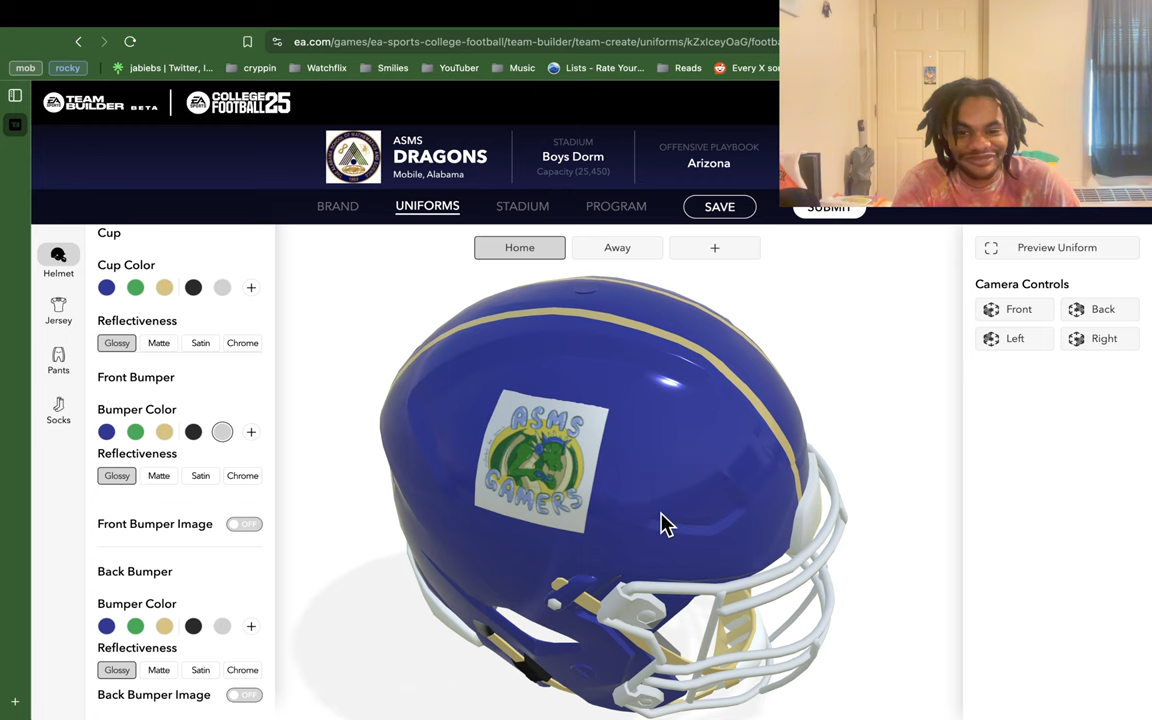 ea.com/games/ea-sports-college-football/team-builder/team-create/uniforms/kZxIceyOaG/footba
mob
rocky
jabiebs | Twitter, I...
cryppin
Watchflix
Smilies
YouTuber
Music
Lists - Rate Your...
Reads
Every X so
EA SPORTS TEAM BUILDER BETA
EA SPORTS COLLEGE FOOTBALL 25
ASMS
DRAGONS
Mobile, Alabama
STADIUM
Boys Dorm
Capacity (25,450)
OFFENSIVE PLAYBOOK
Arizona
BRAND
UNIFORMS
STADIUM
PROGRAM
SAVE
SUBMIT
Helmet
Jersey
Pants
Socks
Cup
Cup Color
Reflectiveness
Glossy
Matte
Satin
Chrome
Front Bumper
Bumper Color
Reflectiveness
Glossy
Matte
Satin
Chrome
Front Bumper Image
OFF
Back Bumper
Bumper Color
Reflectiveness
Glossy
Matte
Satin
Chrome
Back Bumper Image
OFF
Home
Away
+
ASMS
GAMERS
Preview Uniform
Camera Controls
Front
Back
Left
Right